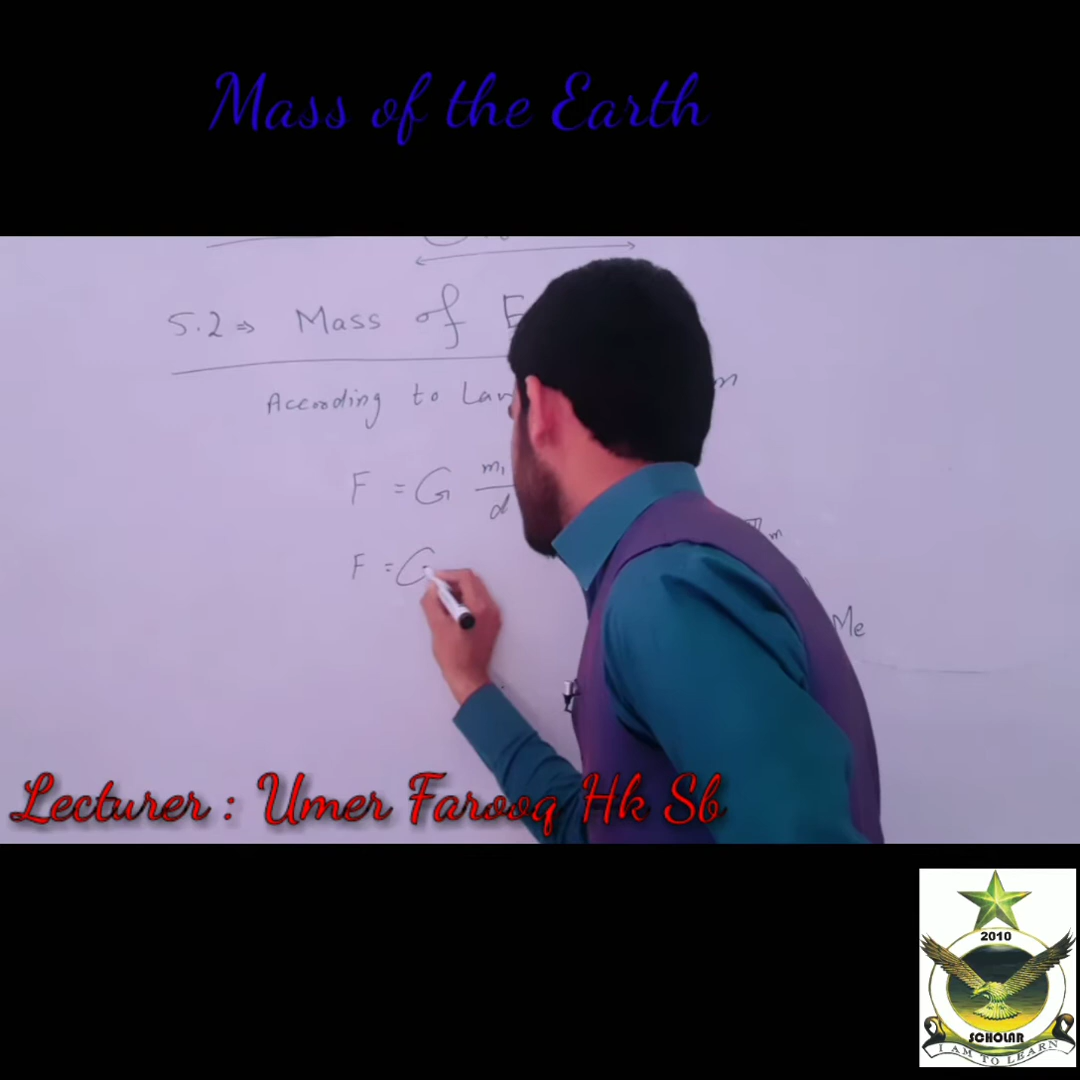 Mass of the Earth
5.2 ⇒ Mass of E
According to Law m
F = G m₁
d
m
F = G
Me
Lecturer : Umer Farooq Hk Sb
2010
SCHOLAR
I AM TO LEARN